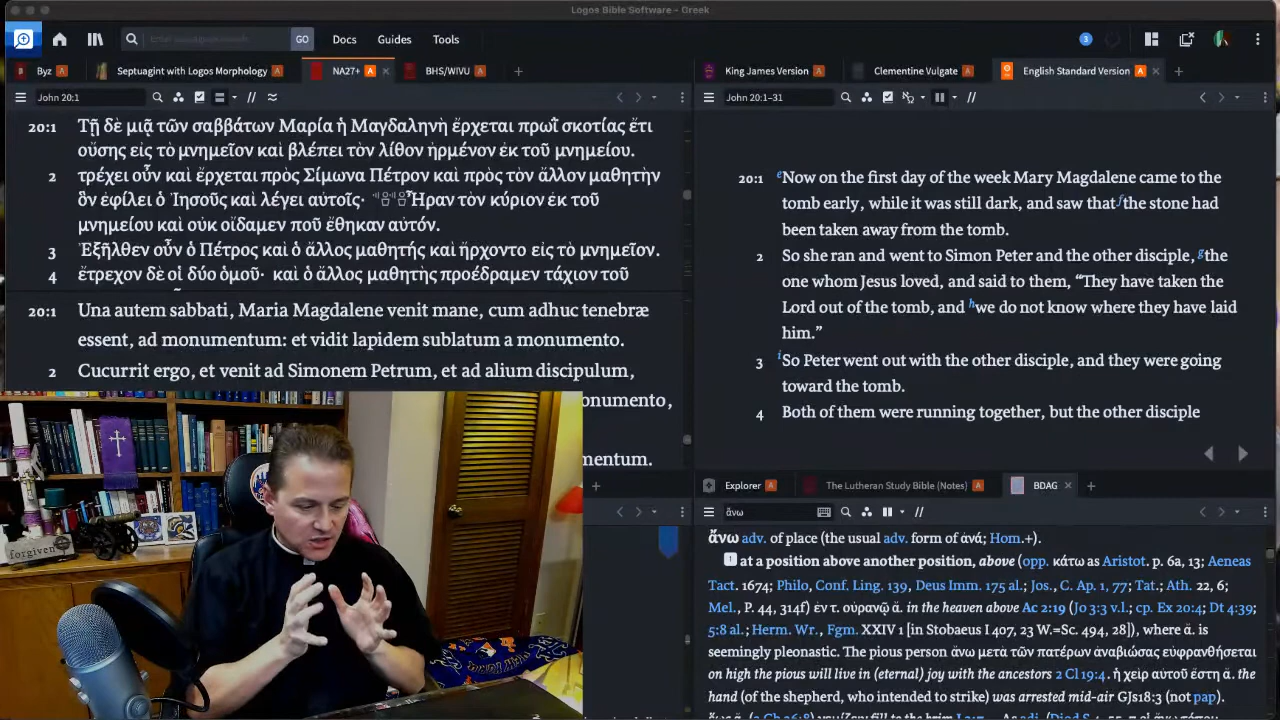 Logos Bible Software - Greek
GO
Docs
Guides
Tools
3
Byz A
Septuagint with Logos Morphology A
NA27+ A
BHS/WIVU A
John 20:1
20:1 Τῇ δὲ μιᾷ τῶν σαββάτων Μαρία ἡ Μαγδαληνὴ ἔρχεται πρωῒ σκοτίας ἔτι
οὔσης εἰς τὸ μνημεῖον καὶ βλέπει τὸν λίθον ἠρμένον ἐκ τοῦ μνημείου.
2 τρέχει οὖν καὶ ἔρχεται πρὸς Σίμωνα Πέτρον καὶ πρὸς τὸν ἄλλον μαθητὴν
ὃν ἐφίλει ὁ Ἰησοῦς καὶ λέγει αὐτοῖς· Ἦραν τὸν κύριον ἐκ τοῦ
μνημείου καὶ οὐκ οἴδαμεν ποῦ ἔθηκαν αὐτόν.
3 Ἐξῆλθεν οὖν ὁ Πέτρος καὶ ὁ ἄλλος μαθητής καὶ ἤρχοντο εἰς τὸ μνημεῖον.
4 ἔτρεχον δὲ οἱ δύο ὁμοῦ· καὶ ὁ ἄλλος μαθητὴς προέδραμεν τάχιον τοῦ
20:1 Una autem sabbati, Maria Magdalene venit mane, cum adhuc tenebræ
essent, ad monumentum: et vidit lapidem sublatum a monumento.
2 Cucurrit ergo, et venit ad Simonem Petrum, et ad alium discipulum,
onumento,
mentum.
forgiven
King James Version A
Clementine Vulgate A
English Standard Version A
John 20:1–31
20:1 e Now on the first day of the week Mary Magdalene came to the
tomb early, while it was still dark, and saw that f the stone had
been taken away from the tomb.
2 So she ran and went to Simon Peter and the other disciple, g the
one whom Jesus loved, and said to them, “They have taken the
Lord out of the tomb, and h we do not know where they have laid
him.”
3 i So Peter went out with the other disciple, and they were going
toward the tomb.
4 Both of them were running together, but the other disciple
Explorer A
The Lutheran Study Bible (Notes) A
BDAG
ἄνω
ἄνω adv. of place (the usual adv. form of ἀνά; Hom.+).
1 at a position above another position, above (opp. κάτω as Aristot. p. 6a, 13; Aeneas
Tact. 1674; Philo, Conf. Ling. 139, Deus Imm. 175 al.; Jos., C. Ap. 1, 77; Tat.; Ath. 22, 6;
Mel., P. 44, 314f) ἐν τ. οὐρανῷ ἄ. in the heaven above Ac 2:19 (Jo 3:3 v.l.; cp. Ex 20:4; Dt 4:39;
5:8 al.; Herm. Wr., Fgm. XXIV 1 [in Stobaeus I 407, 23 W.=Sc. 494, 28]), where ἄ. is
seemingly pleonastic. The pious person ἄνω μετὰ τῶν πατέρων ἀναβιώσας εὐφρανθήσεται
on high the pious will live in (eternal) joy with the ancestors 2 Cl 19:4. ἡ χεὶρ αὐτοῦ ἔστη ἄ. the
hand (of the shepherd, who intended to strike) was arrested mid-air GJs18:3 (not pap).